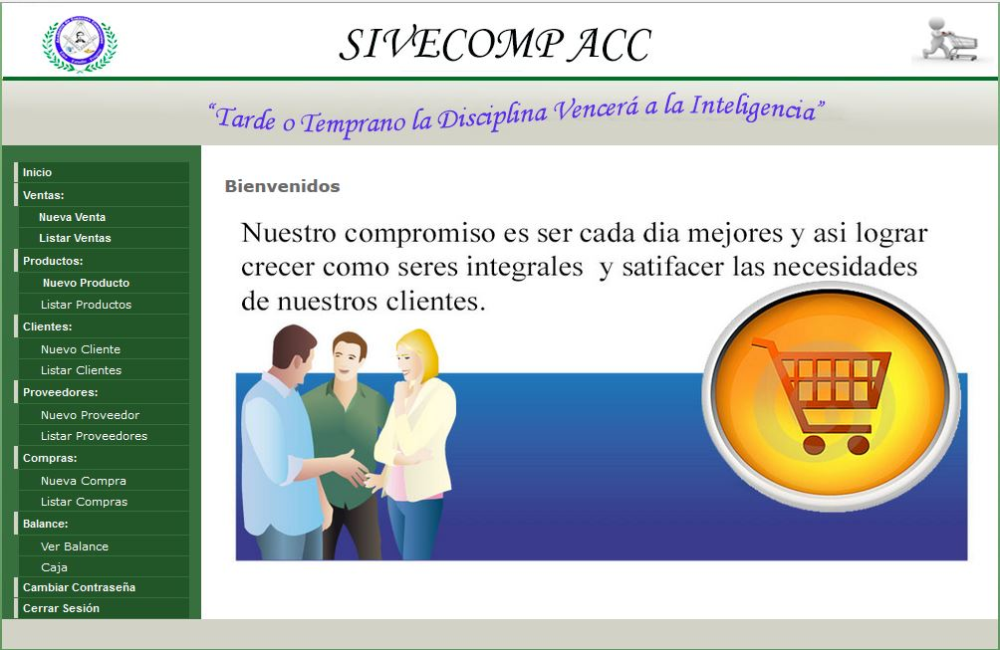 SIVECOMP ACC
“Tarde o Temprano la Disciplina Vencerá a la Inteligencia”
Inicio
Ventas:
Nueva Venta
Listar Ventas
Productos:
Nuevo Producto
Listar Productos
Clientes:
Nuevo Cliente
Listar Clientes
Proveedores:
Nuevo Proveedor
Listar Proveedores
Compras:
Nueva Compra
Listar Compras
Balance:
Ver Balance
Caja
Cambiar Contraseña
Cerrar Sesión
Bienvenidos
Nuestro compromiso es ser cada dia mejores y asi lograr
crecer como seres integrales y satifacer las necesidades
de nuestros clientes.